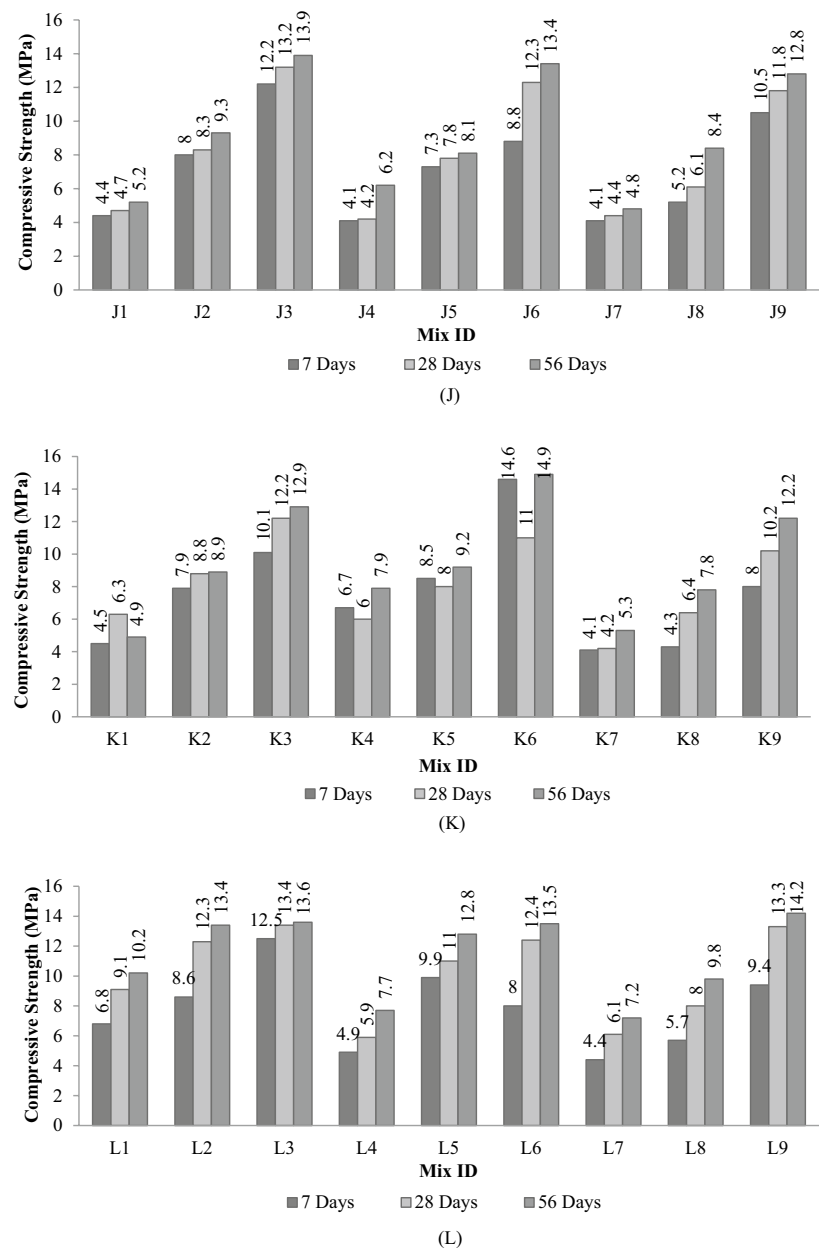 16
14
12
10
8
6
4
2
0
Compressive Strength (MPa)
4.4 4.7 5.2 8 8.3 9.3 12.2 13.2 13.9 4.1 4.2 6.2 7.3 7.8 8.1 8.8 12.3 13.4 4.1 4.4 4.8 5.2 6.1 8.4 10.5 11.8 12.8
J1 J2 J3 J4 J5 J6 J7 J8 J9
Mix ID
7 Days 28 Days 56 Days
(J)
16
14
12
10
8
6
4
2
0
Compressive Strength (MPa)
4.5 6.3 4.9 7.9 8.8 8.9 10.1 12.2 12.9 6.7 6 7.9 8.5 8 9.2 14.6 11 14.9 4.1 4.2 5.3 4.3 6.4 7.8 8 10.2 12.2
K1 K2 K3 K4 K5 K6 K7 K8 K9
Mix ID
7 Days 28 Days 56 Days
(K)
16
14
12
10
8
6
4
2
0
Compressive Strength (MPa)
6.8 9.1 10.2 8.6 12.3 13.4 12.5 13.4 13.6 4.9 5.9 7.7 9.9 11 12.8 8 12.4 13.5 4.4 6.1 7.2 5.7 8 9.8 9.4 13.3 14.2
L1 L2 L3 L4 L5 L6 L7 L8 L9
Mix ID
7 Days 28 Days 56 Days
(L)